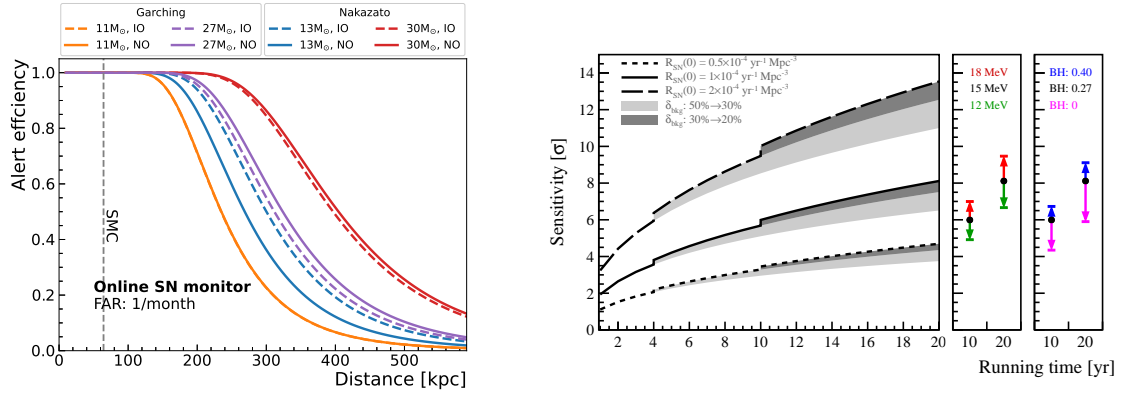 Garching
Nakazato
11M☉, IO
27M☉, IO
13M☉, IO
30M☉, IO
11M☉, NO
27M☉, NO
13M☉, NO
30M☉, NO
Alert effciency
1.0
0.8
0.6
0.4
0.2
0.0
SMC
Online SN monitor
FAR: 1/month
0 100 200 300 400 500
Distance [kpc]
Sensitivity [σ]
14
12
10
8
6
4
2
0
R_SN(0) = 0.5×10⁻⁴ yr⁻¹ Mpc⁻³
R_SN(0) = 1×10⁻⁴ yr⁻¹ Mpc⁻³
R_SN(0) = 2×10⁻⁴ yr⁻¹ Mpc⁻³
δ_bkg: 50%→30%
δ_bkg: 30%→20%
2 4 6 8 10 12 14 16 18 20
18 MeV
15 MeV
12 MeV
10 20
BH: 0.40
BH: 0.27
BH: 0
10 20
Running time [yr]